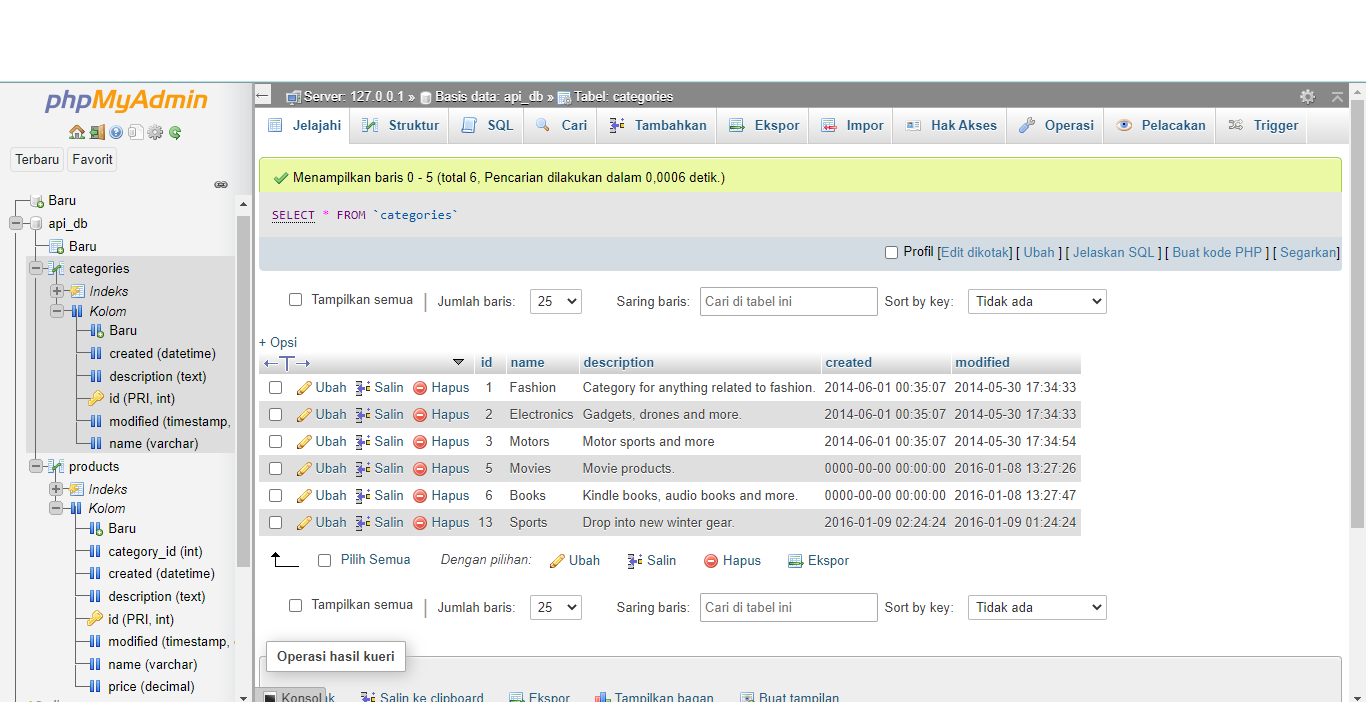 phpMyAdmin
Terbaru Favorit
Baru
api_db
Baru
categories
Indeks
Kolom
Baru
created (datetime)
description (text)
id (PRI, int)
modified (timestamp,
name (varchar)
products
Indeks
Kolom
Baru
category_id (int)
created (datetime)
description (text)
id (PRI, int)
modified (timestamp,
name (varchar)
price (decimal)
Server: 127.0.0.1 » Basis data: api_db » Tabel: categories
Jelajahi Struktur SQL Cari Tambahkan Ekspor Impor Hak Akses Operasi Pelacakan Trigger
Menampilkan baris 0 - 5 (total 6, Pencarian dilakukan dalam 0,0006 detik.)
SELECT * FROM `categories`
Profil [Edit dikotak] [ Ubah ] [ Jelaskan SQL ] [ Buat kode PHP ] [ Segarkan]
Tampilkan semua | Jumlah baris: 25 Saring baris: Cari di tabel ini Sort by key: Tidak ada
+ Opsi
←T→ id name description created modified
Ubah Salin Hapus 1 Fashion Category for anything related to fashion. 2014-06-01 00:35:07 2014-05-30 17:34:33
Ubah Salin Hapus 2 Electronics Gadgets, drones and more. 2014-06-01 00:35:07 2014-05-30 17:34:33
Ubah Salin Hapus 3 Motors Motor sports and more 2014-06-01 00:35:07 2014-05-30 17:34:54
Ubah Salin Hapus 5 Movies Movie products. 0000-00-00 00:00:00 2016-01-08 13:27:26
Ubah Salin Hapus 6 Books Kindle books, audio books and more. 0000-00-00 00:00:00 2016-01-08 13:27:47
Ubah Salin Hapus 13 Sports Drop into new winter gear. 2016-01-09 02:24:24 2016-01-09 01:24:24
Pilih Semua Dengan pilihan: Ubah Salin Hapus Ekspor
Tampilkan semua | Jumlah baris: 25 Saring baris: Cari di tabel ini Sort by key: Tidak ada
Operasi hasil kueri
Konsol Salin ke clipboard Ekspor Tampilkan bagan Buat tampilan